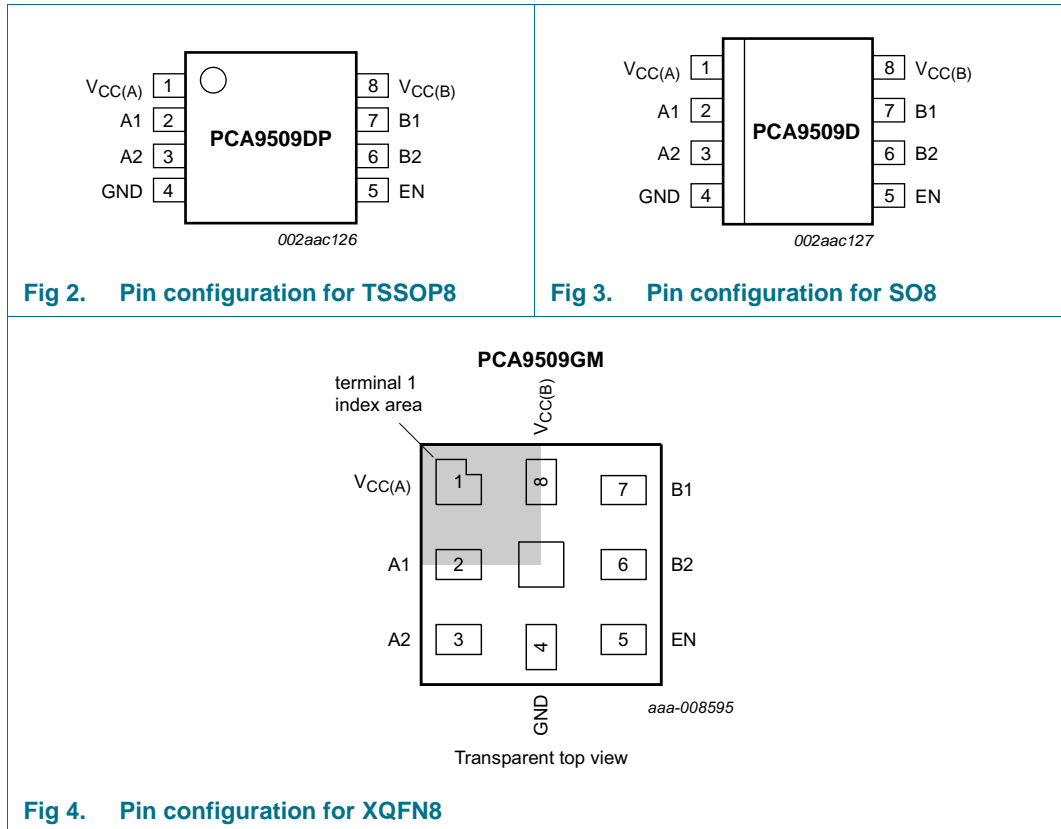 VCC(A) 1
A1 2
A2 3
GND 4
PCA9509DP
8 VCC(B)
7 B1
6 B2
5 EN
002aac126
Fig 2. Pin configuration for TSSOP8
VCC(A) 1
A1 2
A2 3
GND 4
PCA9509D
8 VCC(B)
7 B1
6 B2
5 EN
002aac127
Fig 3. Pin configuration for SO8
PCA9509GM
terminal 1
index area
VCC(B)
VCC(A) 1 8 7 B1
A1 2 6 B2
A2 3 4 5 EN
GND
aaa-008595
Transparent top view
Fig 4. Pin configuration for XQFN8